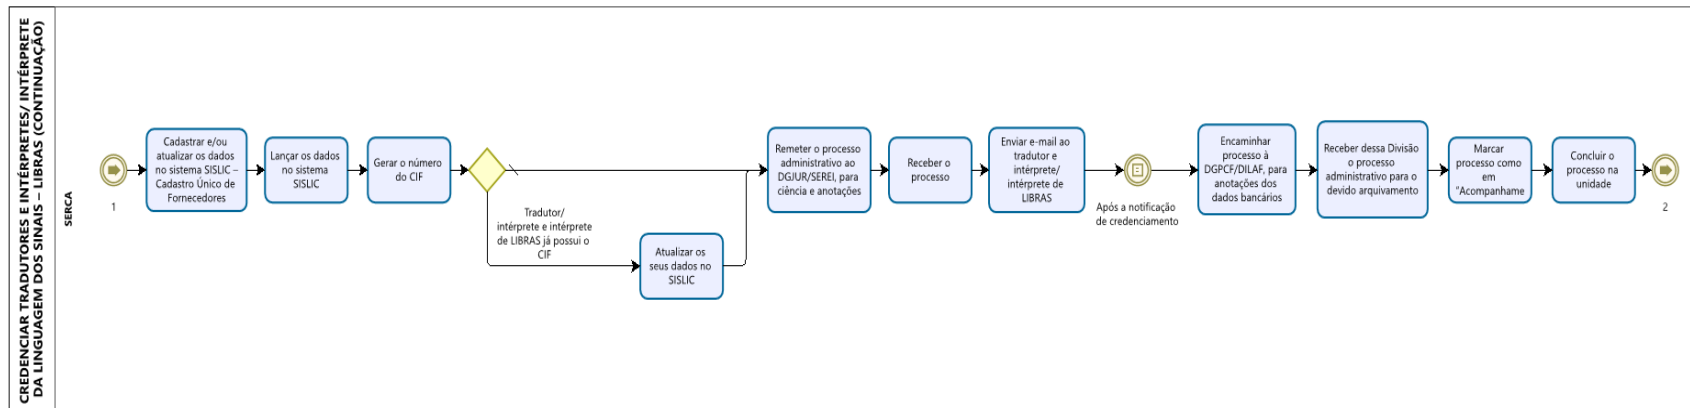 CREDENCIAR TRADUTORES E INTÉRPRETES/ INTÉRPRETE
DA LINGUAGEM DOS SINAIS – LIBRAS (CONTINUAÇÃO)
SERCA
1
Cadastrar e/ou
atualizar os dados
no sistema SISLIC –
Cadastro Único de
Fornecedores
Lançar os dados
no sistema
SISLIC
Gerar o número
do CIF
Tradutor/
intérprete e intérprete
de LIBRAS já possui o
CIF
Atualizar os
seus dados no
SISLIC
Remeter o processo
administrativo ao
DGJUR/SEREI, para
ciência e anotações
Receber o
processo
Enviar e-mail ao
tradutor e
intérprete/
intérprete de
LIBRAS
Após a notificação
de credenciamento
Encaminhar
processo à
DGPCF/DILAF, para
anotações dos
dados bancários
Receber dessa Divisão
o processo
administrativo para o
devido arquivamento
Marcar
processo como
em
"Acompanhame
Concluir o
processo na
unidade
2